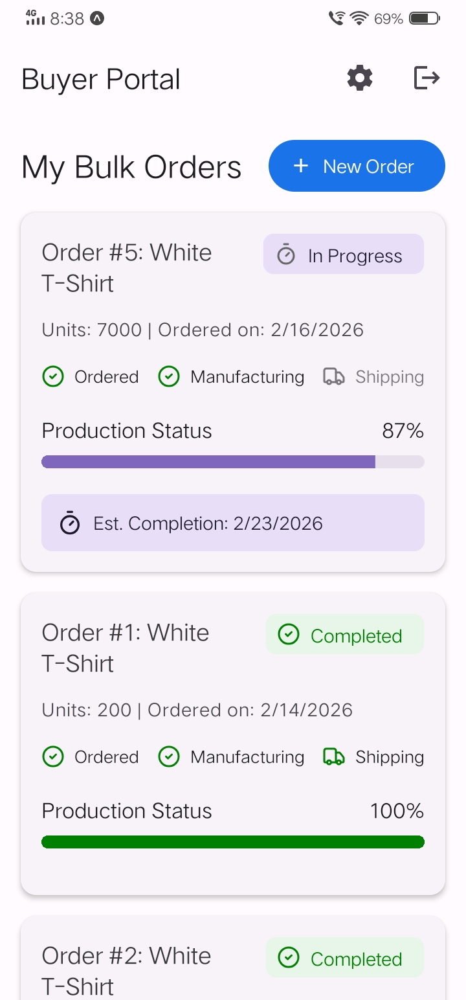 4G 8:38 69%
Buyer Portal
My Bulk Orders + New Order
Order #5: White
T-Shirt
In Progress
Units: 7000 | Ordered on: 2/16/2026
Ordered Manufacturing Shipping
Production Status 87%
Est. Completion: 2/23/2026
Order #1: White
T-Shirt
Completed
Units: 200 | Ordered on: 2/14/2026
Ordered Manufacturing Shipping
Production Status 100%
Order #2: White
T-Shirt
Completed